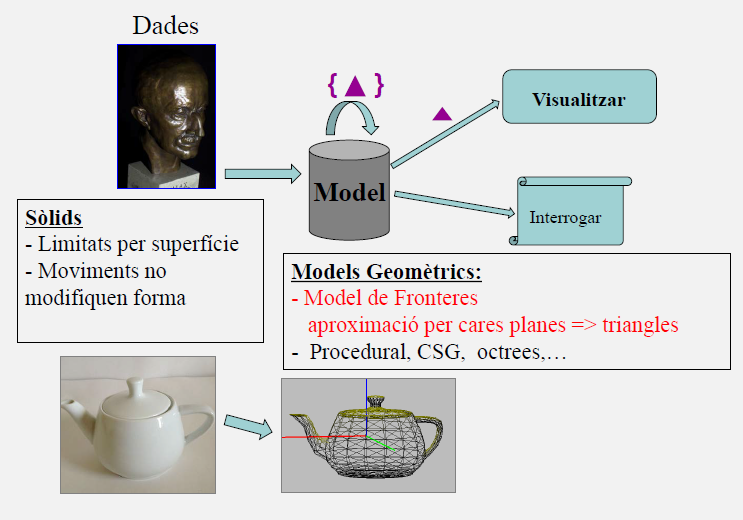 Dades
{ ▲ }
Visualitzar
Model
Interrogar
Sòlids
- Limitats per superfície
- Moviments no
modifiquen forma
Models Geomètrics:
- Model de Fronteres
aproximació per cares planes => triangles
- Procedural, CSG, octrees,…